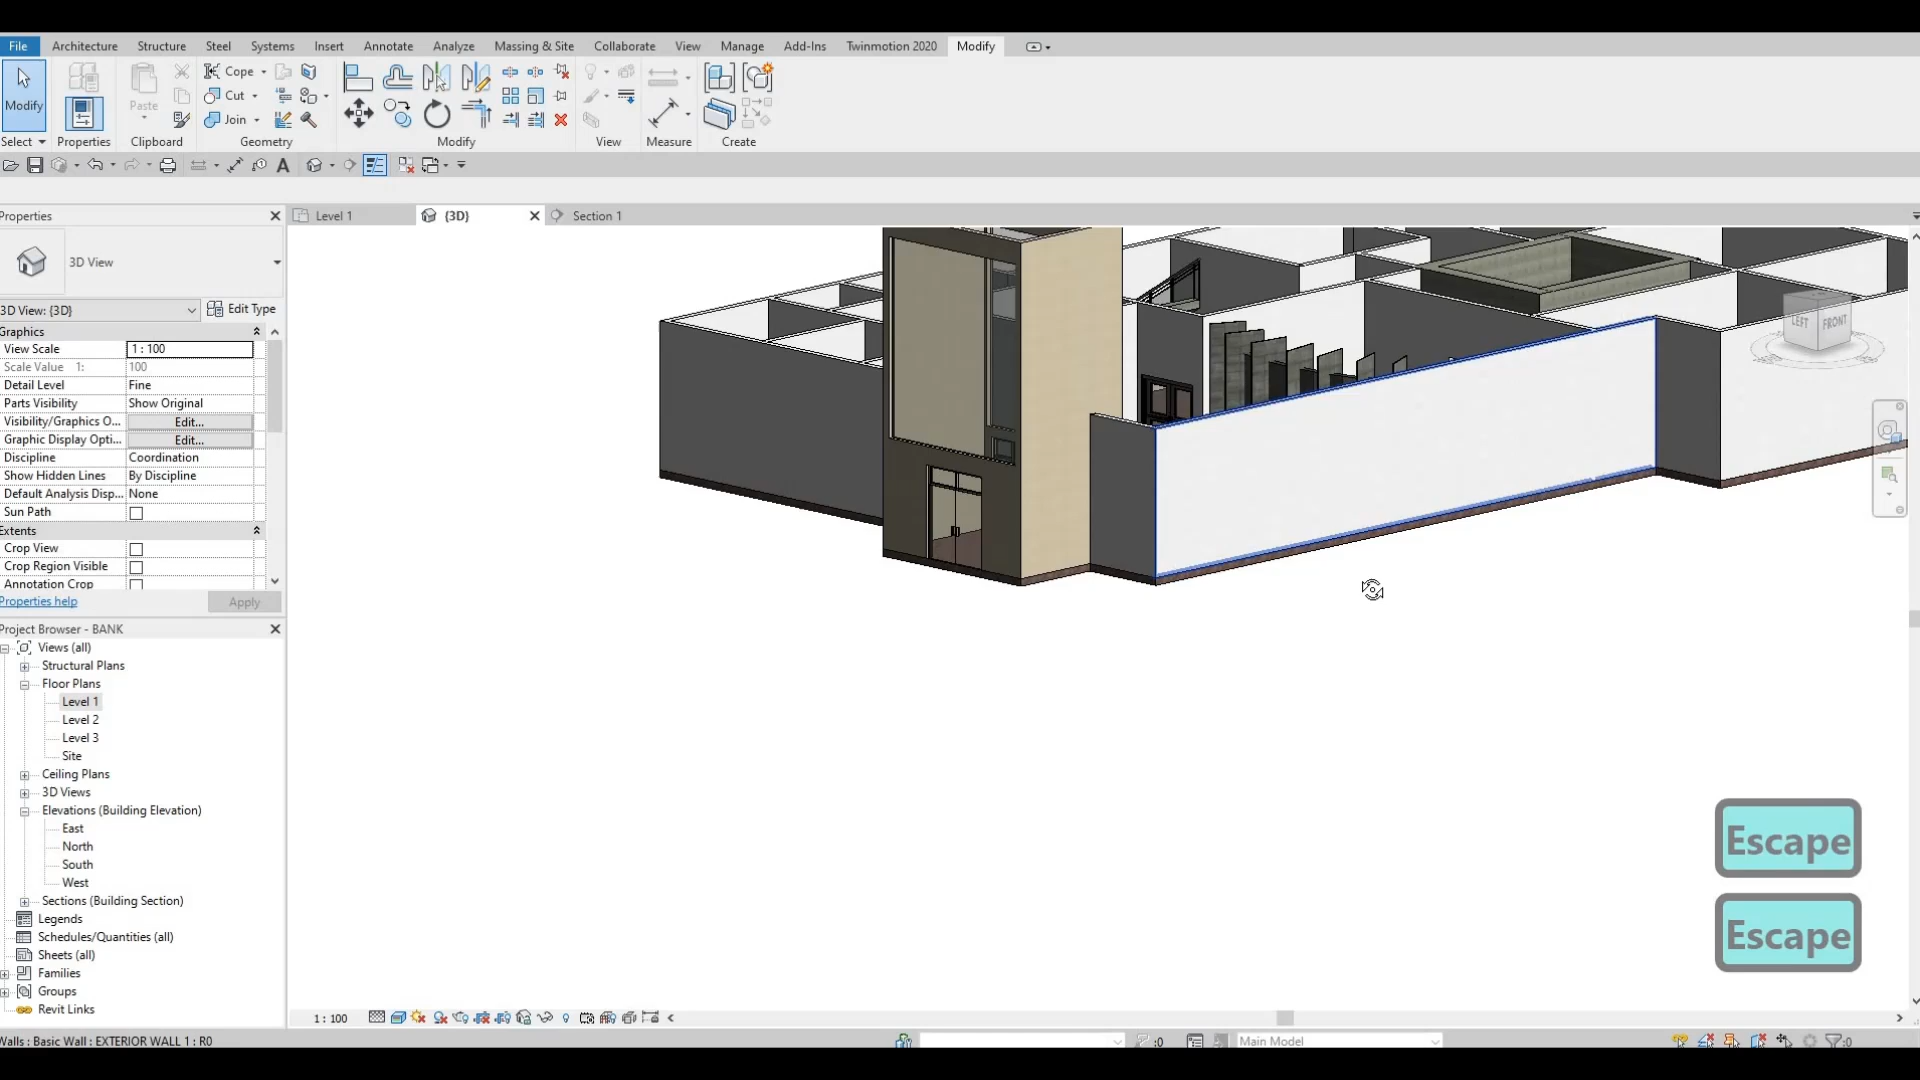 File Architecture Structure Steel Systems Insert Annotate Analyze Massing & Site Collaborate View Manage Add-Ins Twinmotion 2020 Modify
Modify Paste Cope Cut Join
Select Properties Clipboard Geometry Modify View Measure Create
Properties
Level 1 {3D} Section 1
3D View
3D View: {3D} Edit Type
Graphics
View Scale 1 : 100
Scale Value 1: 100
Detail Level Fine
Parts Visibility Show Original
Visibility/Graphics O... Edit...
Graphic Display Opti... Edit...
Discipline Coordination
Show Hidden Lines By Discipline
Default Analysis Disp... None
Sun Path
Extents
Crop View
Crop Region Visible
Annotation Crop
Properties help Apply
Project Browser - BANK
Views (all)
Structural Plans
Floor Plans
Level 1
Level 2
Level 3
Site
Ceiling Plans
3D Views
Elevations (Building Elevation)
East
North
South
West
Sections (Building Section)
Legends
Schedules/Quantities (all)
Sheets (all)
Families
Groups
Revit Links
LEFT FRONT
Escape
Escape
1 : 100
Walls : Basic Wall : EXTERIOR WALL 1 : R0 :0 Main Model :0